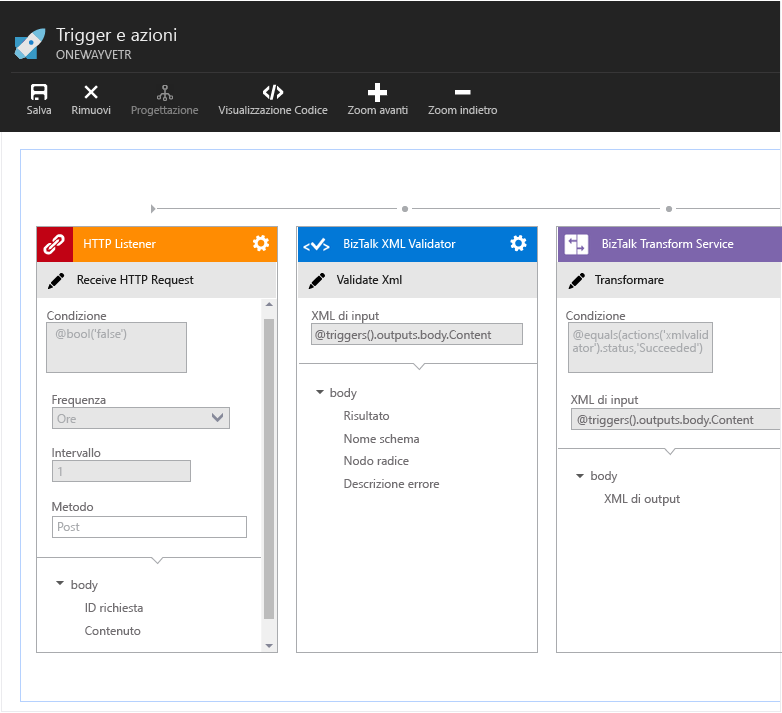 Trigger e azioni
ONEWAYVETR
Salva
Rimuovi
Progettazione
Visualizzazione Codice
Zoom avanti
Zoom indietro
HTTP Listener
Receive HTTP Request
Condizione
@bool('false')
Frequenza
Ore
Intervallo
1
Metodo
Post
body
ID richiesta
Contenuto
BizTalk XML Validator
Validate Xml
XML di input
@triggers().outputs.body.Content
body
Risultato
Nome schema
Nodo radice
Descrizione errore
BizTalk Transform Service
Transformare
Condizione
@equals(actions('xmlvalid
ator').status,'Succeeded')
XML di input
@triggers().outputs.body.Content
body
XML di output